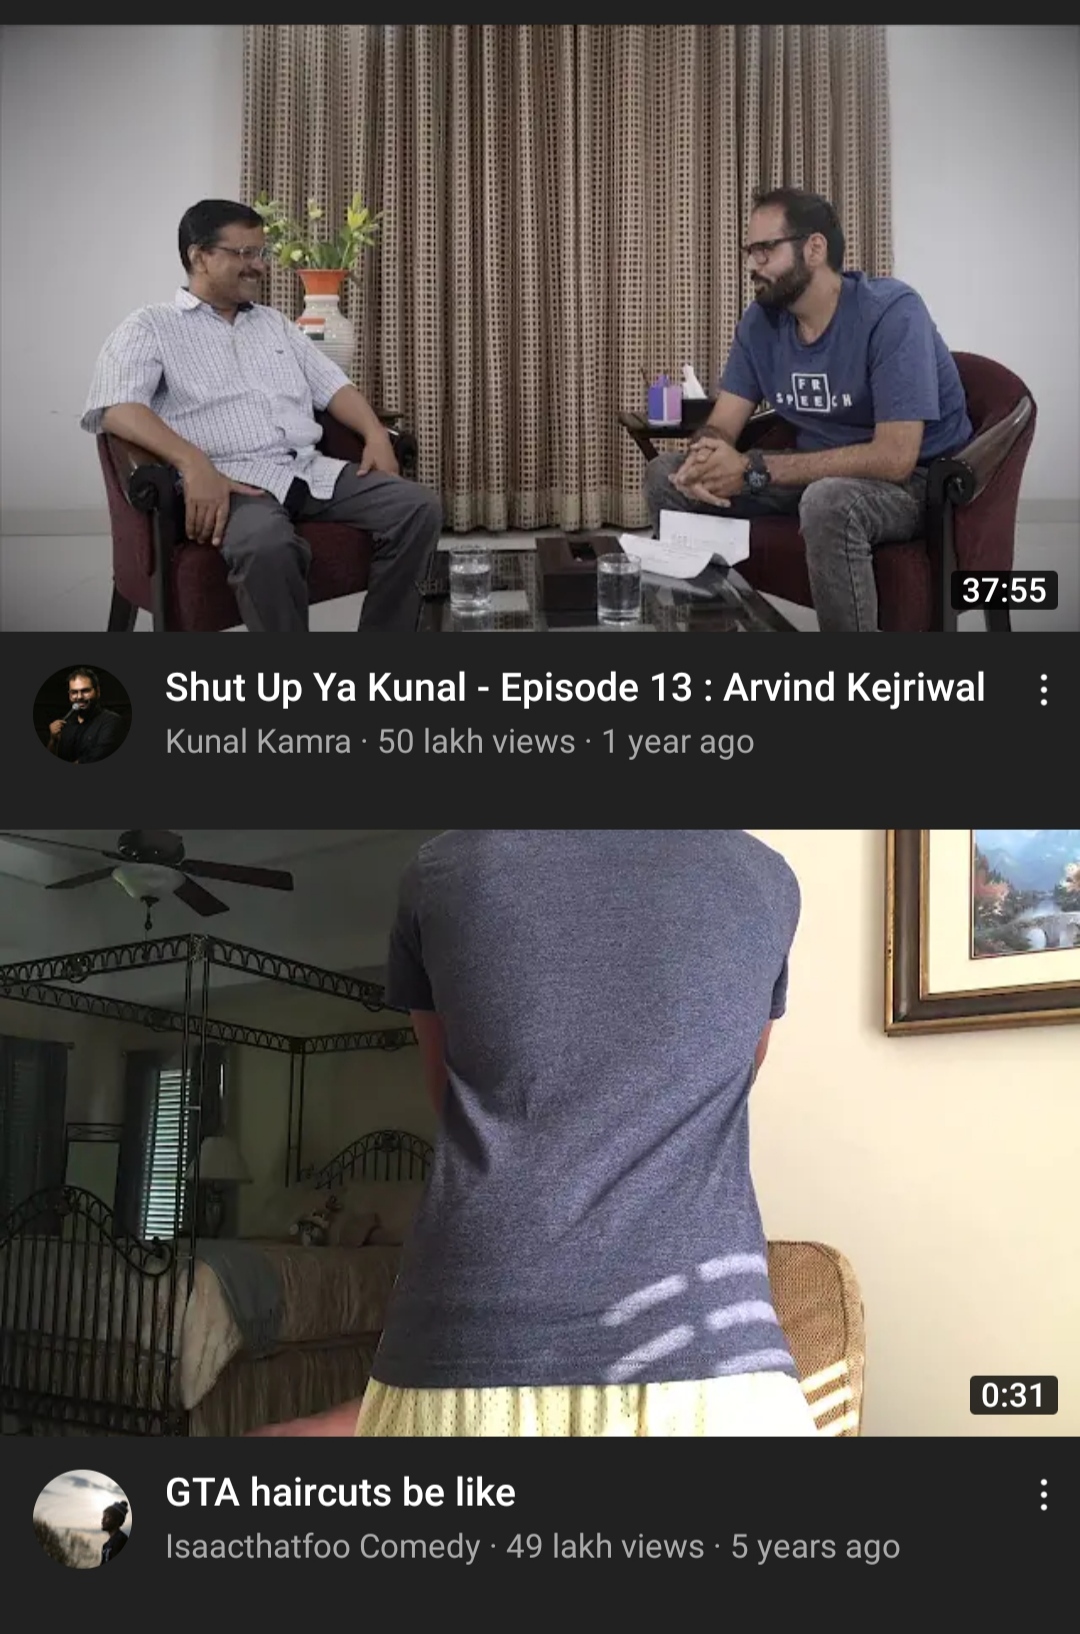 FR
SPEECH
37:55
Shut Up Ya Kunal - Episode 13 : Arvind Kejriwal
Kunal Kamra · 50 lakh views · 1 year ago
0:31
GTA haircuts be like
Isaacthatfoo Comedy · 49 lakh views · 5 years ago